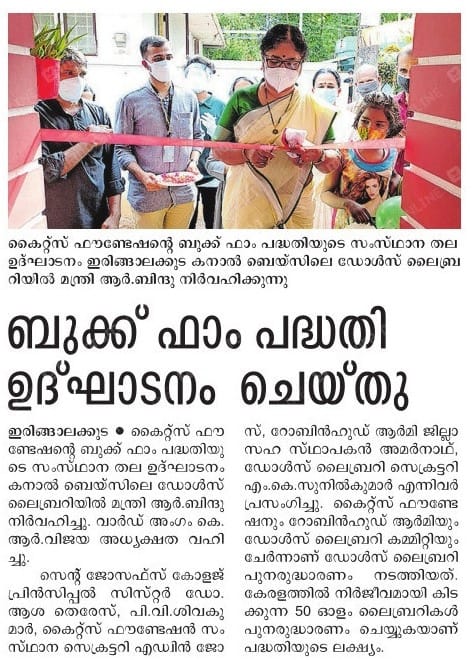 കൈറ്റ്സ് ഫൗണ്ടേഷന്റെ ബുക്ക് ഫാം പദ്ധതിയുടെ സംസ്ഥാന തല
ഉദ്ഘാടനം ഇരിങ്ങാലക്കുട കനാൽ ബെയ്സിലെ ഡോൾസ് ലൈബ്ര
റിയിൽ മന്ത്രി ആർ.ബിന്ദു നിർവഹിക്കുന്നു
ബുക്ക് ഫാം പദ്ധതി
ഉദ്ഘാടനം ചെയ്തു
ഇരിങ്ങാലക്കുട ● കൈറ്റ്സ് ഫൗ
ണ്ടേഷന്റെ ബുക്ക് ഫാം പദ്ധതിയു
ടെ സംസ്ഥാന തല ഉദ്ഘാടനം
കനാൽ ബെയ്സിലെ ഡോൾസ്
ലൈബ്രറിയിൽ മന്ത്രി ആർ.ബിന്ദു
നിർവഹിച്ചു. വാർഡ് അംഗം കെ.
ആർ.വിജയ അധ്യക്ഷത വഹി
ച്ചു.
സെന്റ് ജോസഫ്സ് കോളജ്
പ്രിൻസിപ്പൽ സിസ്റ്റർ ഡോ.
ആശ തെരേസ്, പി.വി.ശിവകു
മാർ, കൈറ്റ്സ് ഫൗണ്ടേഷൻ സം
സ്ഥാന സെക്രട്ടറി എഡ്വിൻ ജോ
സ്, റോബിൻഹുഡ് ആർമി ജില്ലാ
സഹ സ്ഥാപകൻ അമർനാഥ്,
ഡോൾസ് ലൈബ്രറി സെക്രട്ടറി
എം.കെ.സുനിൽകുമാർ എന്നിവർ
പ്രസംഗിച്ചു. കൈറ്റ്സ് ഫൗണ്ടേ
ഷനും റോബിൻഹുഡ് ആർമിയും
ഡോൾസ് ലൈബ്രറി കമ്മിറ്റിയും
ചേർന്നാണ് ഡോൾസ് ലൈബ്രറി
പുനരുദ്ധാരണം നടത്തിയത്.
കേരളത്തിൽ നിർജീവമായി കിട
ക്കുന്ന 50 ഓളം ലൈബ്രറികൾ
പുനരുദ്ധാരണം ചെയ്യുകയാണ്
പദ്ധതിയുടെ ലക്ഷ്യം.